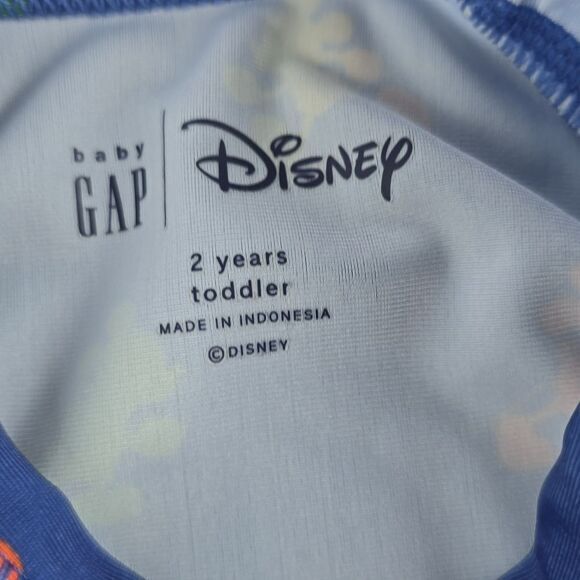 baby
GAP
Disney
2 years
toddler
MADE IN INDONESIA
©DISNEY